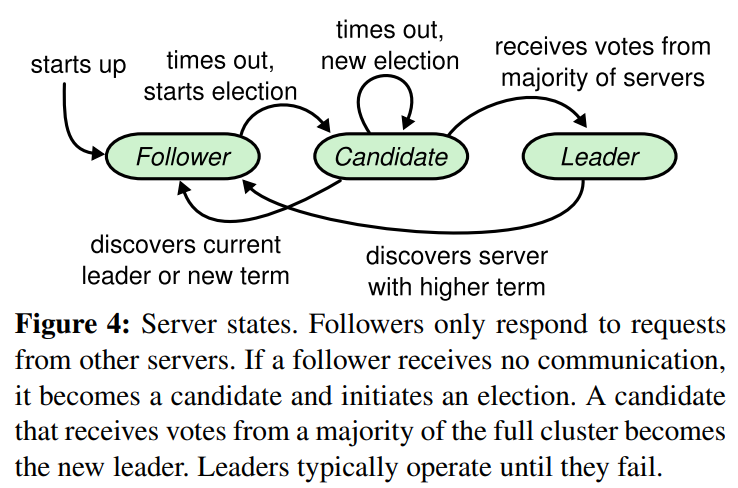 starts up
times out,
starts election
times out,
new election
receives votes from
majority of servers
Follower
Candidate
Leader
discovers current
leader or new term
discovers server
with higher term
Figure 4: Server states. Followers only respond to requests
from other servers. If a follower receives no communication,
it becomes a candidate and initiates an election. A candidate
that receives votes from a majority of the full cluster becomes
the new leader. Leaders typically operate until they fail.